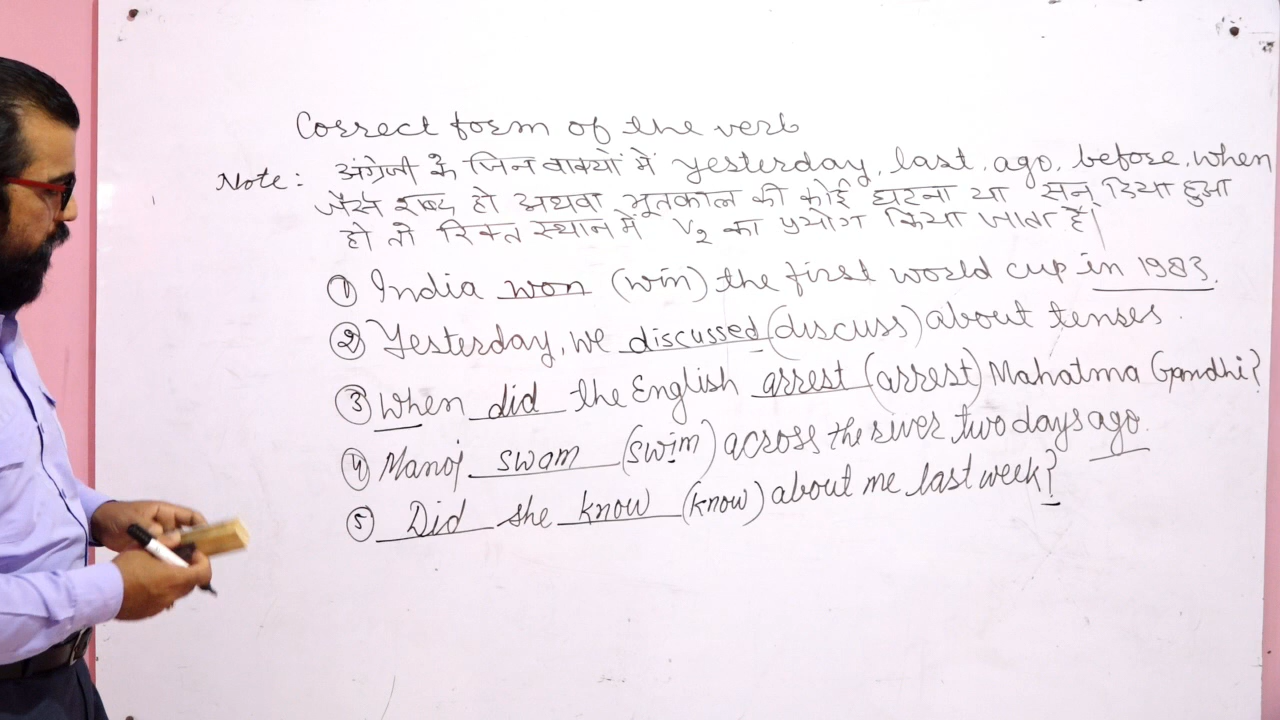 Correct form of the verb
Note: अंग्रेजी के जिन वाक्यों में yesterday, last, ago, before, when
जैसे शब्द हो अथवा भूतकाल की कोई घटना या सन् दिया हुआ
हो तो रिक्त स्थान में V₂ का प्रयोग किया जाता है|
① India won (win) the first world cup in 1983.
② Yesterday, we discussed (discuss) about tenses.
③ When did the English arrest (arrest) Mahatma Gandhi?
④ Manoj swam (swim) across the river two days ago.
⑤ Did she know (know) about me last week?